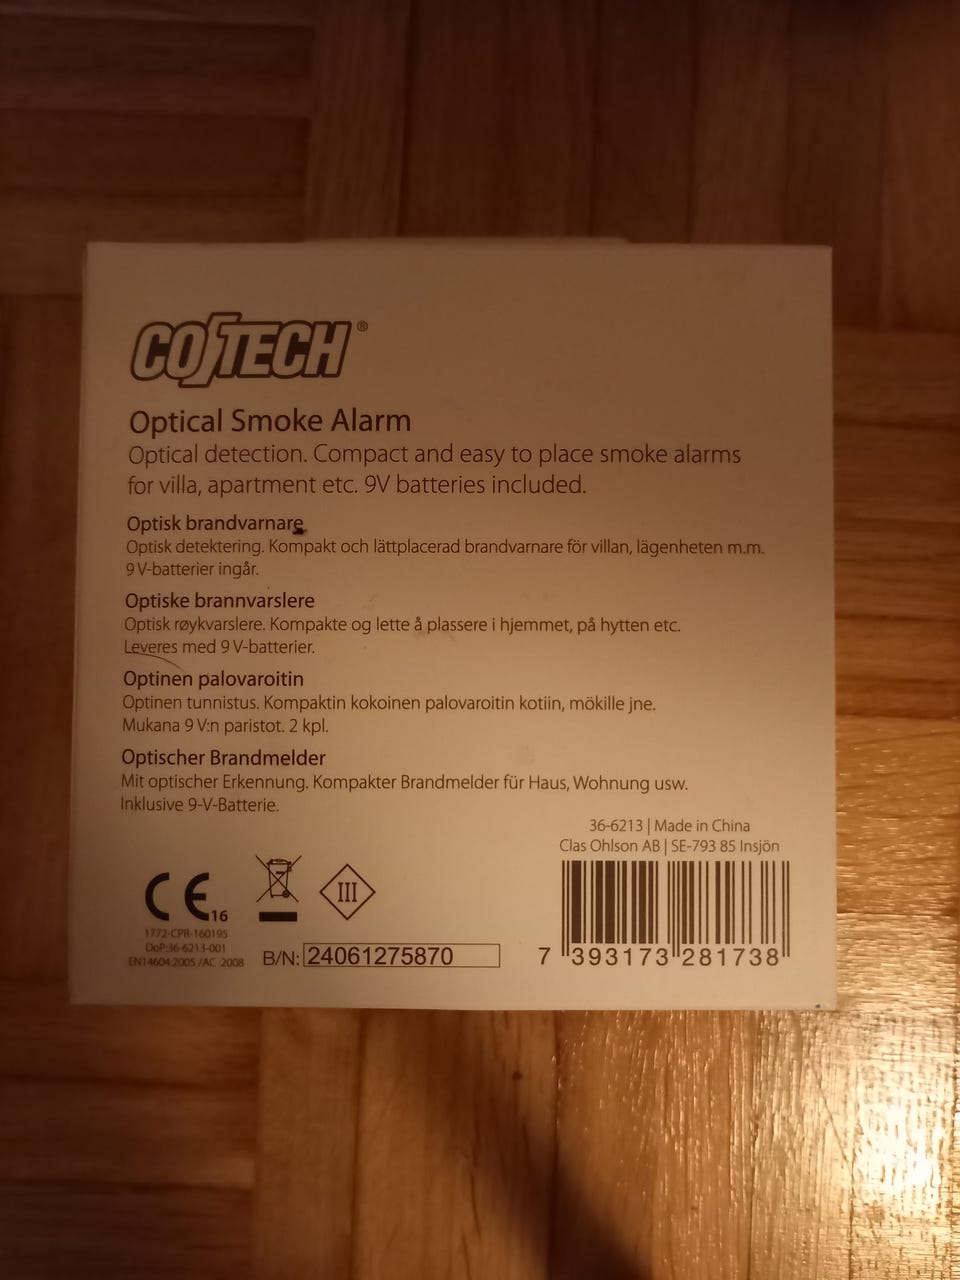 COTECH®
Optical Smoke Alarm
Optical detection. Compact and easy to place smoke alarms
for villa, apartment etc. 9V batteries included.
Optisk brandvarnare
Optisk detektering. Kompakt och lättplacerad brandvarnare för villan, lägenheten m.m.
9 V-batterier ingår.
Optiske brannvarslere
Optisk røykvarslere. Kompakte og lette å plassere i hjemmet, på hytten etc.
Leveres med 9 V-batterier.
Optinen palovaroitin
Optinen tunnistus. Kompaktin kokoinen palovaroitin kotiin, mökille jne.
Mukana 9 V:n paristot. 2 kpl.
Optischer Brandmelder
Mit optischer Erkennung. Kompakter Brandmelder für Haus, Wohnung usw.
Inklusive 9-V-Batterie.
36-6213 | Made in China
Clas Ohlson AB | SE-793 85 Insjön
CE 16
III
1772-CPR-160195
DoP:36-6213-001
EN14604:2005 /AC :2008
B/N: 24061275870
7 393173 281738